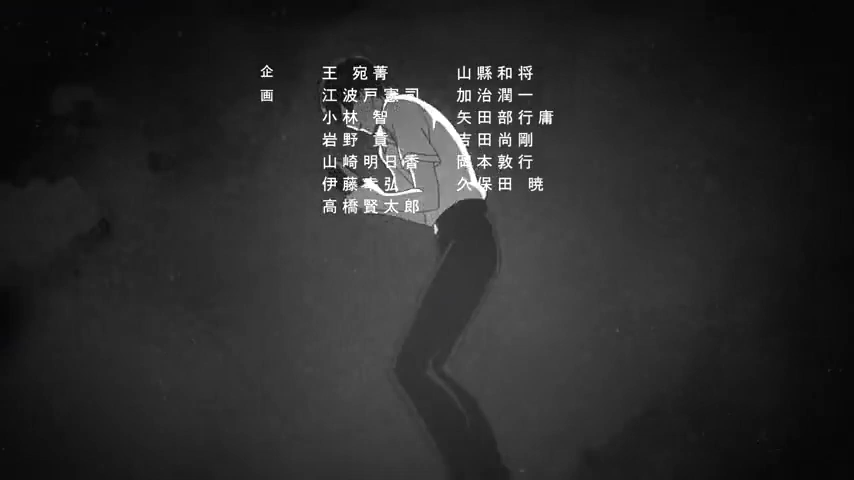 企画
王 宛菁 山縣和将
江波戸憲司 加治潤一
小林 智 矢田部行庸
岩野 貢 吉田尚剛
山崎明日香 岡本敦行
伊藤幸弘 久保田 暁
高橋賢太郎